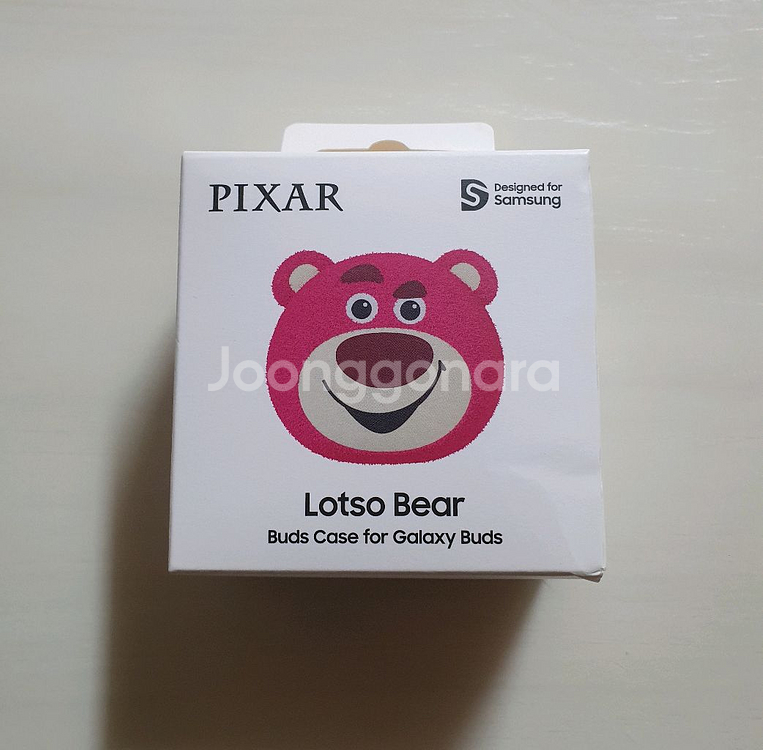 PIXAR
Designed for
Samsung
Joonggonara
Lotso Bear
Buds Case for Galaxy Buds